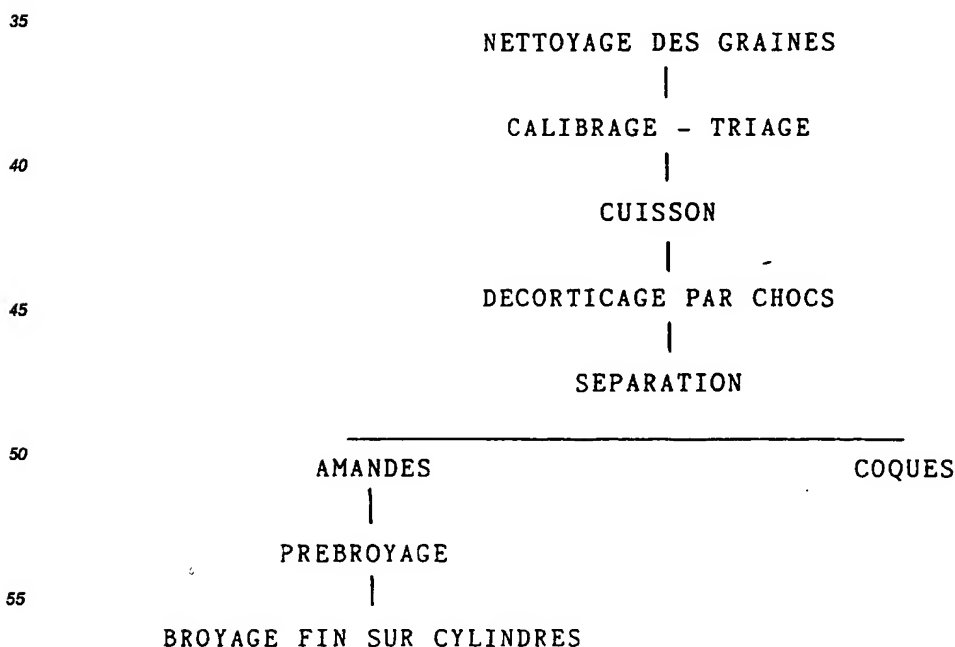 35
NETTOYAGE DES GRAINES
CALIBRAGE - TRIAGE
40
CUISSON
45
DECORTICAGE PAR CHOCS
SEPARATION
50
AMANDES COQUES
PREBROYAGE
55
BROYAGE FIN SUR CYLINDRES